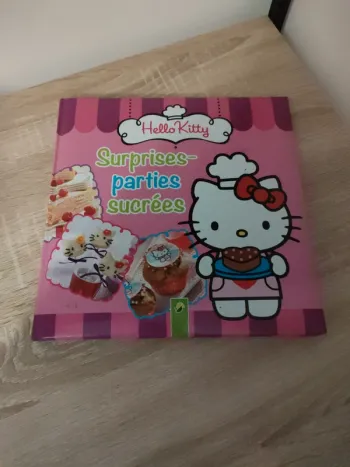 Hello Kitty
Surprises-
parties
sucrées